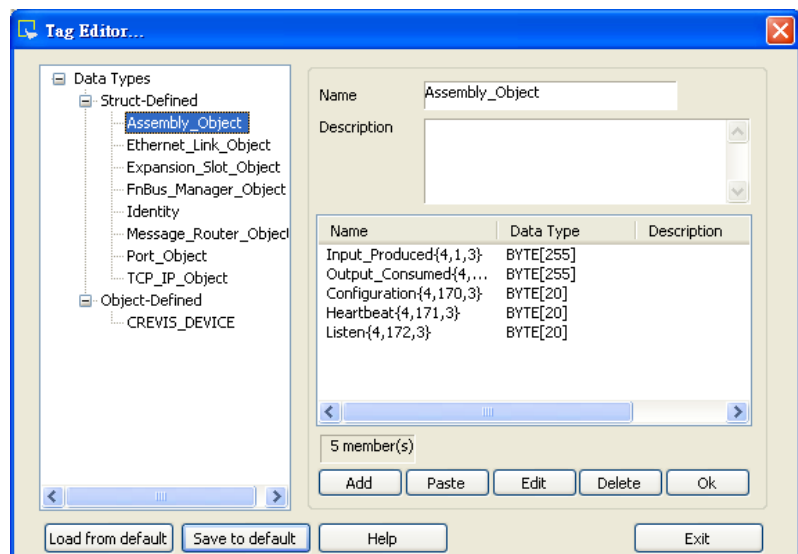 Tag Editor...
Data Types
Struct-Defined
Assembly_Object
Ethernet_Link_Object
Expansion_Slot_Object
FnBus_Manager_Object
Identity
Message_Router_Object
Port_Object
TCP_IP_Object
Object-Defined
CREVIS_DEVICE
Name Assembly_Object
Description
Name Data Type Description
Input_Produced{4,1,3} BYTE[255]
Output_Consumed{4,... BYTE[255]
Configuration{4,170,3} BYTE[20]
Heartbeat{4,171,3} BYTE[20]
Listen{4,172,3} BYTE[20]
5 member(s)
Add Paste Edit Delete Ok
Load from default Save to default Help Exit